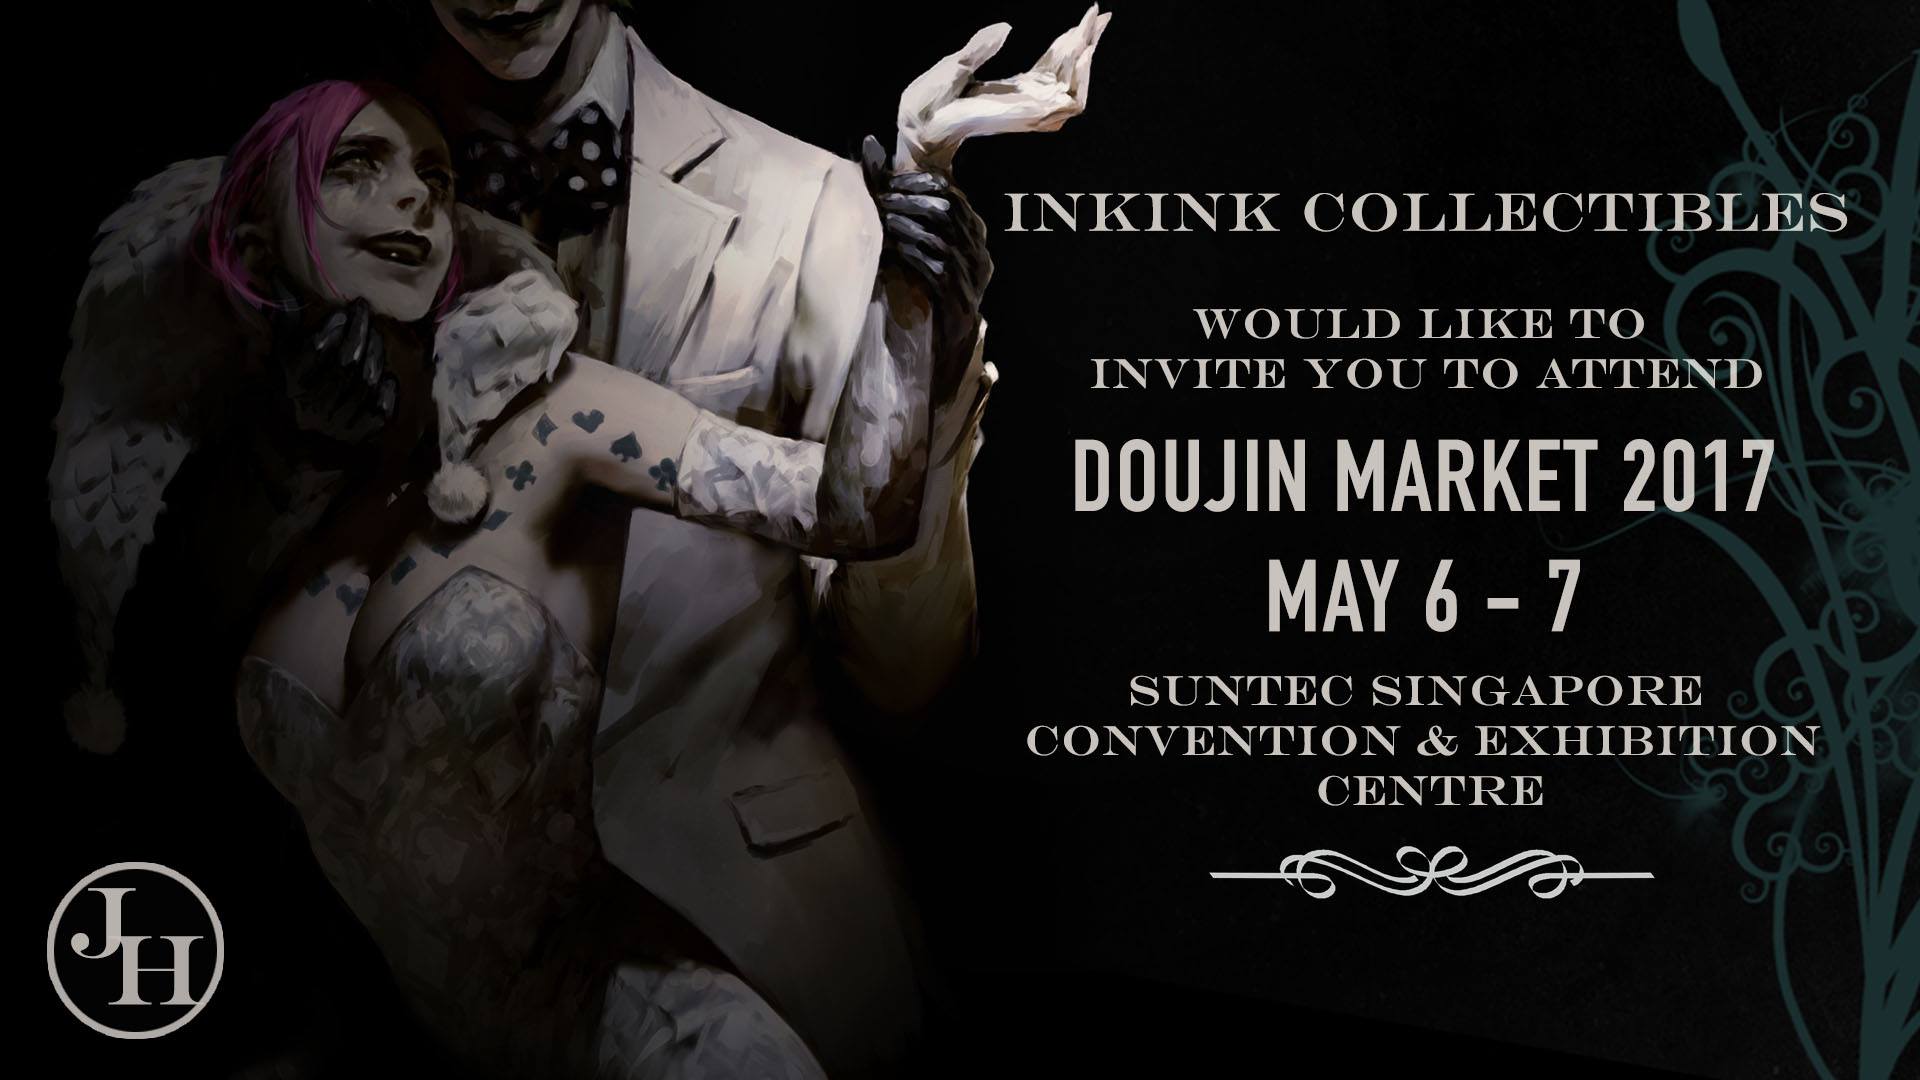 INKINK COLLECTIBLES
WOULD LIKE TO
INVITE YOU TO ATTEND
DOUJIN MARKET 2017
MAY 6 - 7
SUNTEC SINGAPORE
CONVENTION & EXHIBITION
CENTRE
JH